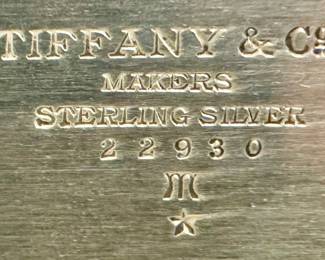 TIFFANY & Co
MAKERS
STERLING SILVER
22930
m